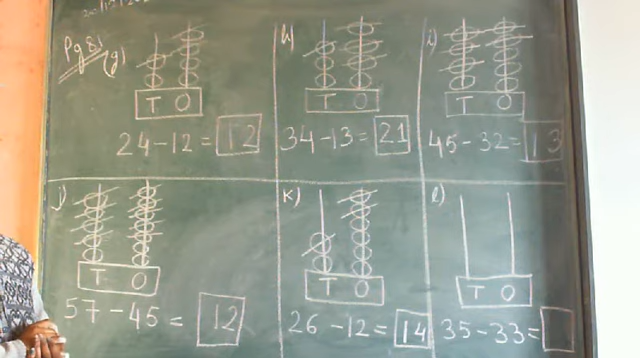 Pg 81
g) h) i)
T O T O T O
24-12=12 34-13=21 45-32=13
j) k) l)
T O T O T O
57-45=12 26-12=14 35-33=